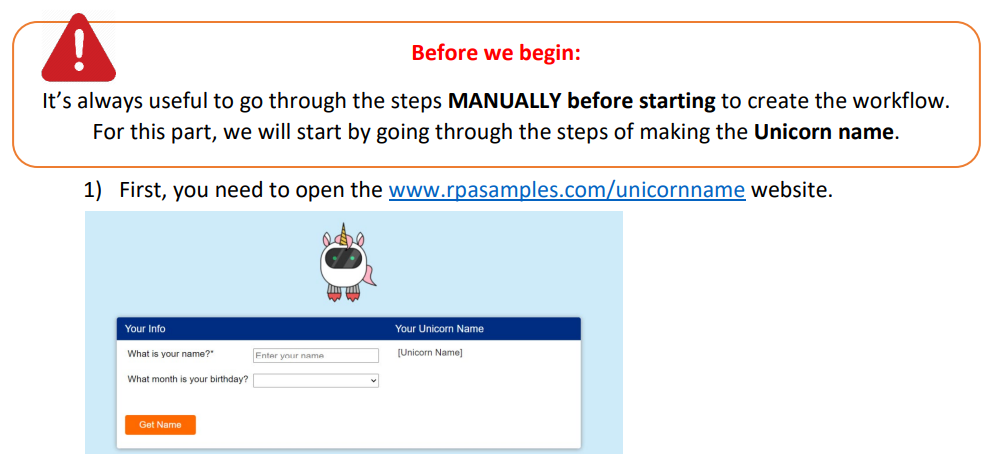 Before we begin:
It’s always useful to go through the steps MANUALLY before starting to create the workflow.
For this part, we will start by going through the steps of making the Unicorn name.
1) First, you need to open the www.rpasamples.com/unicornname website.
Your Info
Your Unicorn Name
What is your name?*
Enter your name
[Unicorn Name]
What month is your birthday?
Get Name